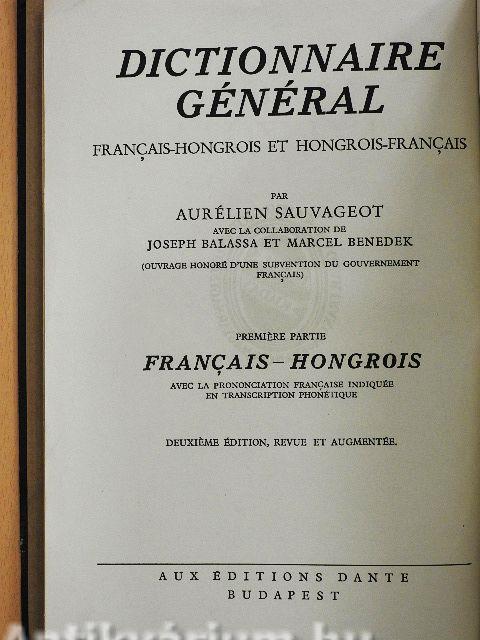 DICTIONNAIRE
GÉNÉRAL
FRANÇAIS-HONGROIS ET HONGROIS-FRANÇAIS
PAR
AURÉLIEN SAUVAGEOT
AVEC LA COLLABORATION DE
JOSEPH BALASSA ET MARCEL BENEDEK
(OUVRAGE HONORÉ D'UNE SUBVENTION DU GOUVERNEMENT
FRANÇAIS)
PREMIÈRE PARTIE
FRANÇAIS – HONGROIS
AVEC LA PRONONCIATION FRANÇAISE INDIQUÉE
EN TRANSCRIPTION PHONÉTIQUE
DEUXIÈME ÉDITION, REVUE ET AUGMENTÉE.
AUX ÉDITIONS DANTE
BUDAPEST
Antikvárium.hu